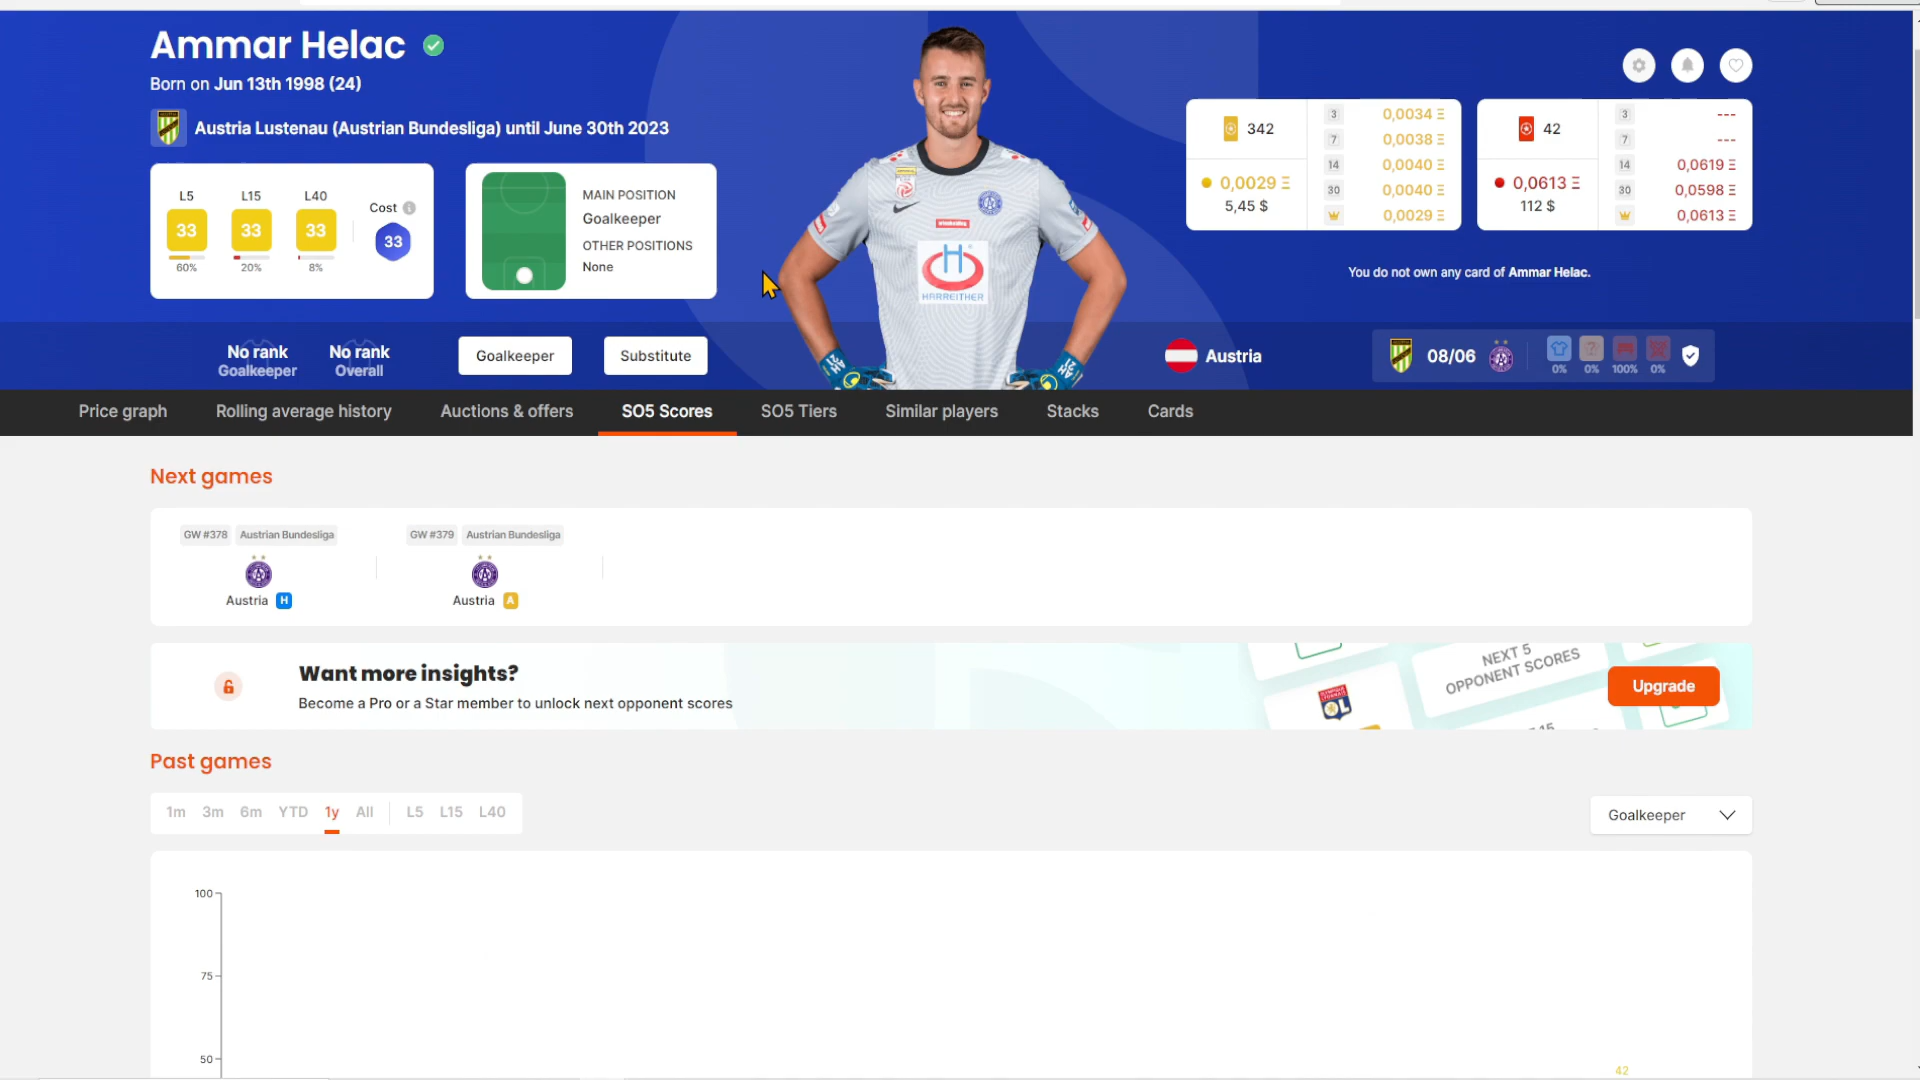 Ammar Helac
Born on Jun 13th 1998 (24)
Austria Lustenau (Austrian Bundesliga) until June 30th 2023
L5 L15 L40 Cost
33 33 33 33
60% 20% 8%
MAIN POSITION
Goalkeeper
OTHER POSITIONS
None
HARREITHER
342
0,0029 Ξ
5,45 $
3 0,0034 Ξ
7 0,0038 Ξ
14 0,0040 Ξ
30 0,0040 Ξ
0,0029 Ξ
42
0,0613 Ξ
112 $
3 ---
7 ---
14 0,0619 Ξ
30 0,0598 Ξ
0,0613 Ξ
You do not own any card of Ammar Helac.
No rank
Goalkeeper
No rank
Overall
Goalkeeper
Substitute
Austria
08/06
0% 0% 100% 0%
Price graph Rolling average history Auctions & offers SO5 Scores SO5 Tiers Similar players Stacks Cards
Next games
GW #378 Austrian Bundesliga
Austria H
GW #379 Austrian Bundesliga
Austria A
Want more insights?
Become a Pro or a Star member to unlock next opponent scores
NEXT 5
OPPONENT SCORES
Upgrade
Past games
1m 3m 6m YTD 1y All L5 L15 L40
Goalkeeper
100
75
50
42